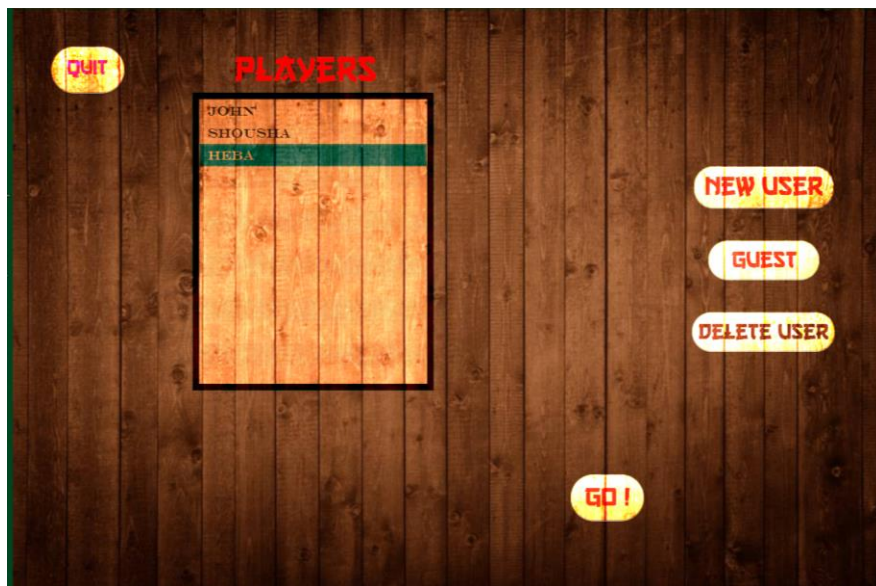 QUIT
PLAYERS
JOHN
SHOUSHA
HEBA
NEW USER
GUEST
DELETE USER
GO !